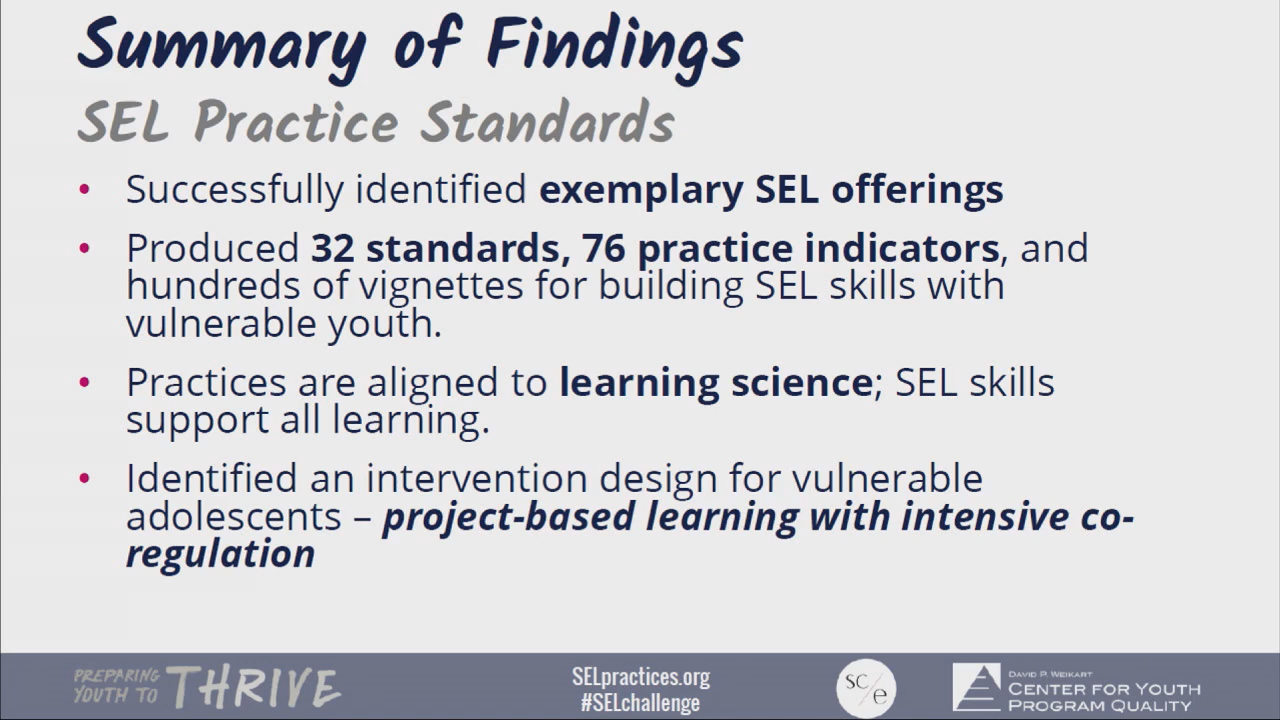 Summary of Findings
SEL Practice Standards
• Successfully identified exemplary SEL offerings
• Produced 32 standards, 76 practice indicators, and
hundreds of vignettes for building SEL skills with
vulnerable youth.
• Practices are aligned to learning science; SEL skills
support all learning.
• Identified an intervention design for vulnerable
adolescents – project-based learning with intensive co-
regulation
PREPARING
YOUTH TO THRIVE
SELpractices.org
#SELchallenge
sc/e
DAVID P. WEIKART
CENTER FOR YOUTH
PROGRAM QUALITY